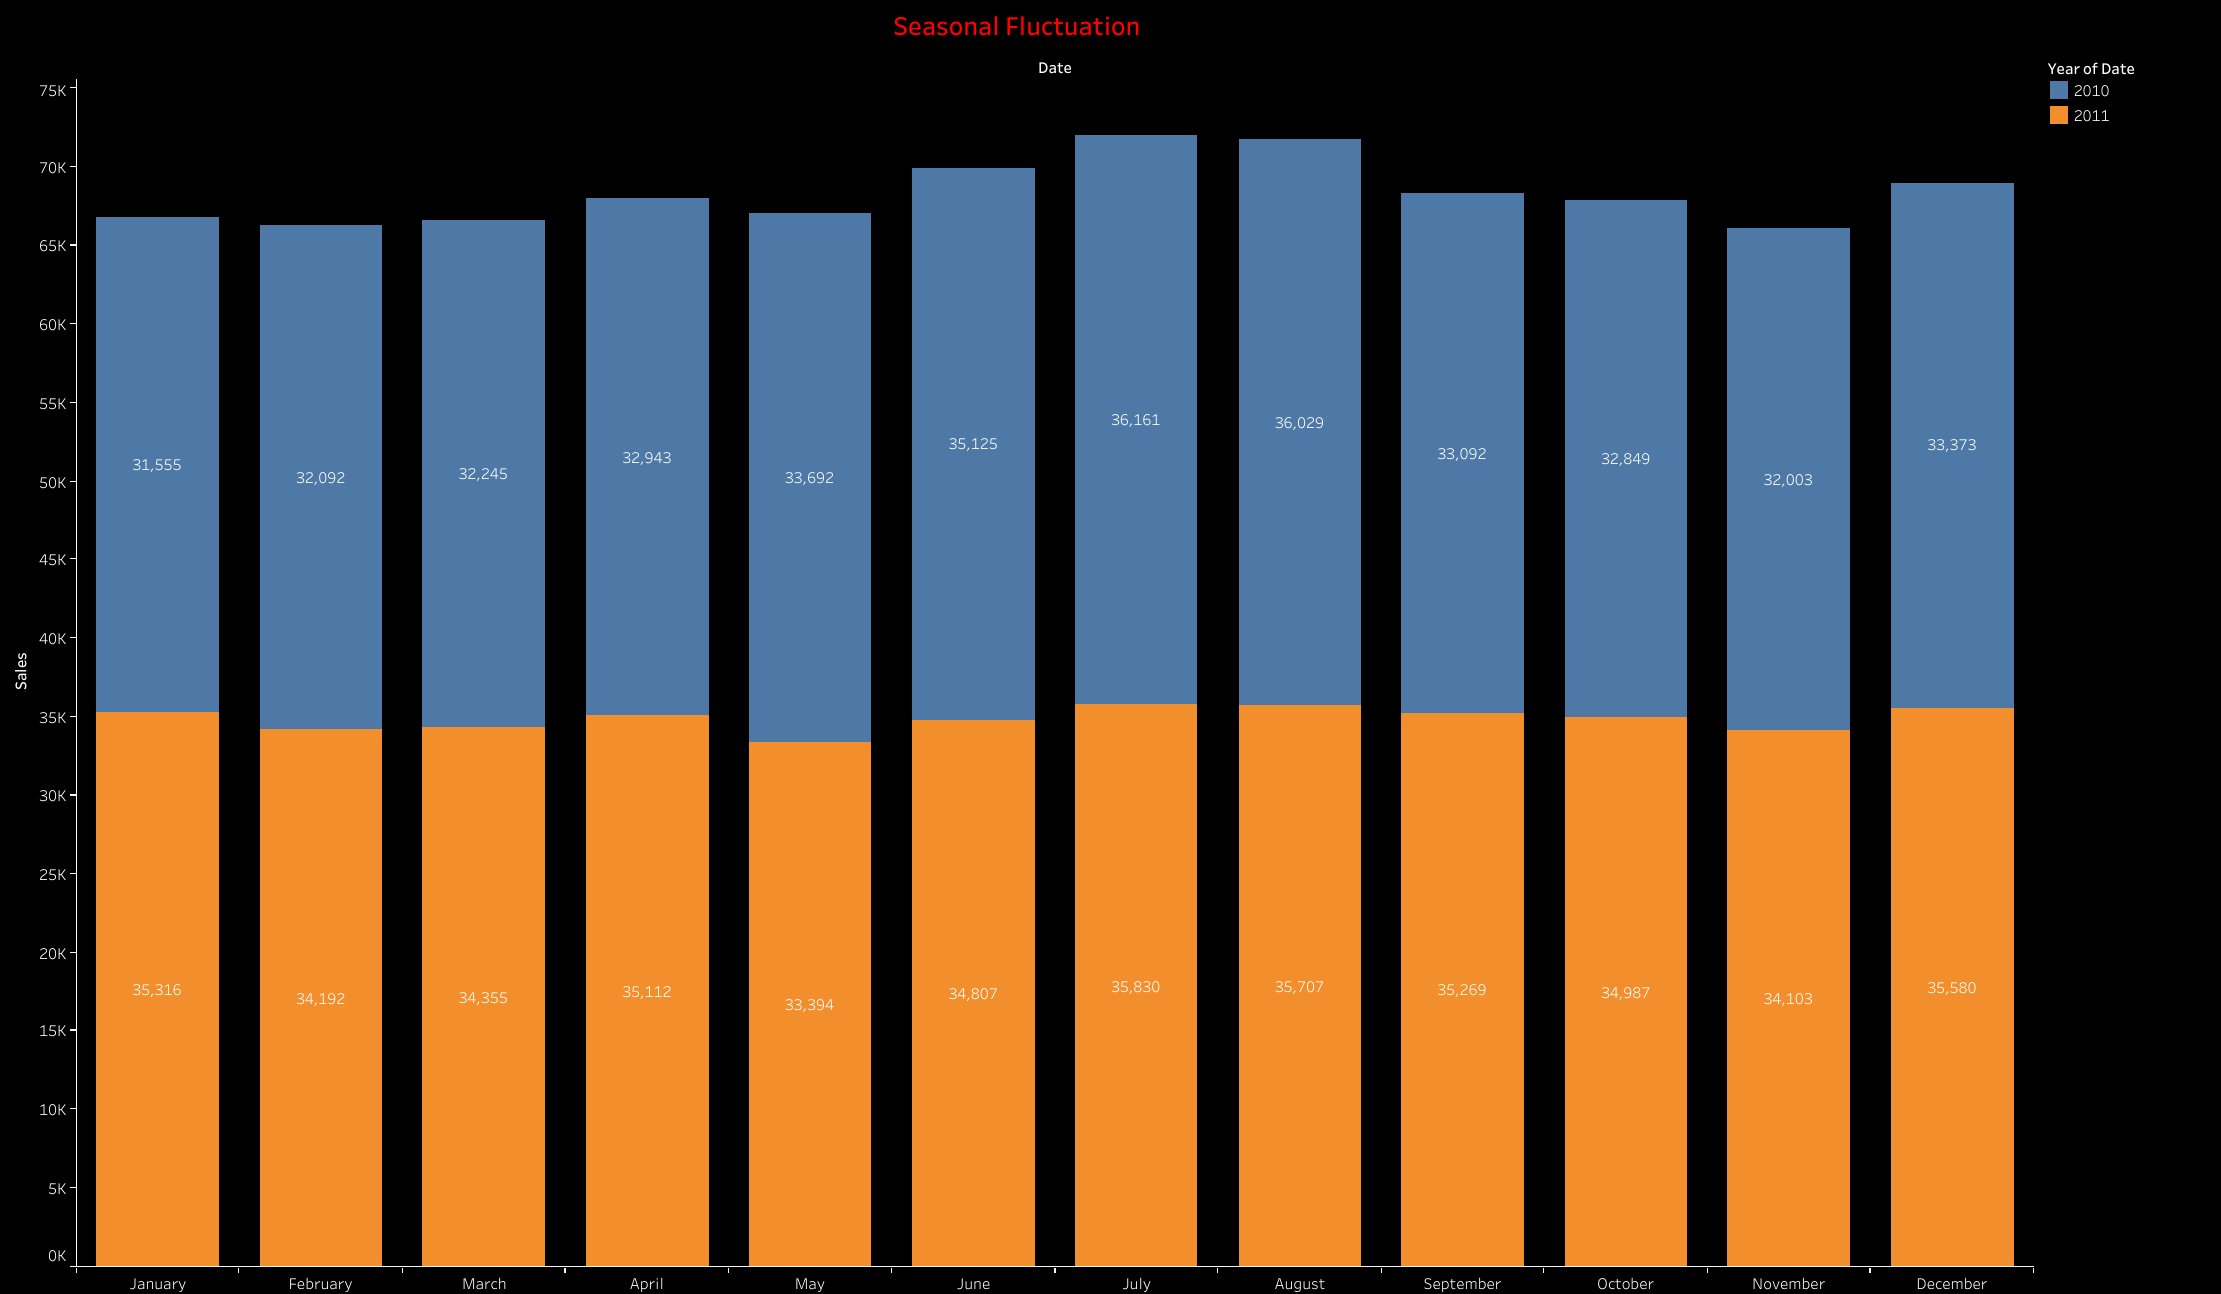 Seasonal Fluctuation
Date
Year of Date
2010
2011
75K
70K
65K
60K
55K
50K
45K
40K
35K
30K
25K
20K
15K
10K
5K
0K
Sales
31,555
32,092
32,245
32,943
33,692
35,125
36,161
36,029
33,092
32,849
32,003
33,373
35,316
34,192
34,355
35,112
33,394
34,807
35,830
35,707
35,269
34,987
34,103
35,580
January
February
March
April
May
June
July
August
September
October
November
December